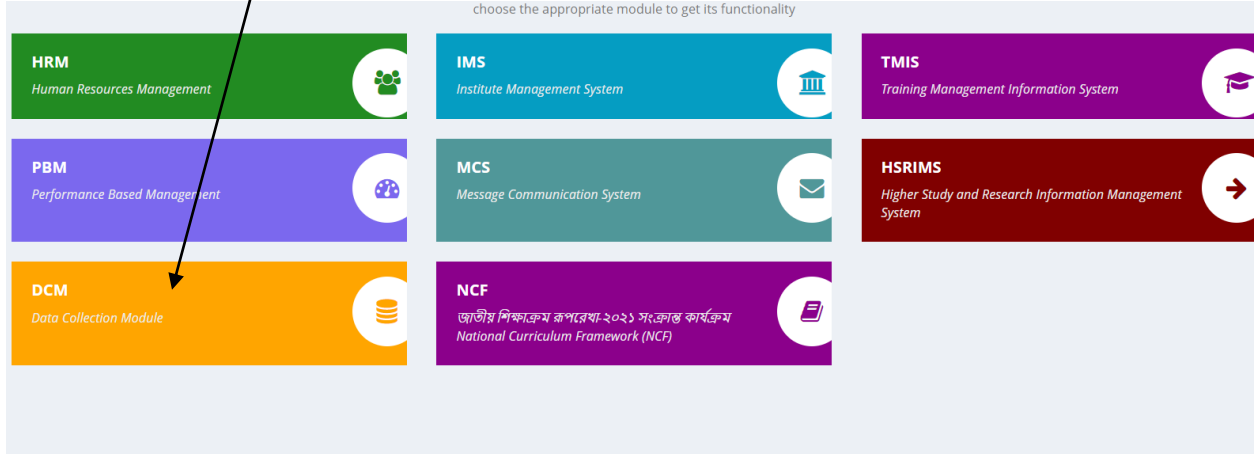 choose the appropriate module to get its functionality
HRM
Human Resources Management
IMS
Institute Management System
TMIS
Training Management Information System
PBM
Performance Based Management
MCS
Message Communication System
HSRIMS
Higher Study and Research Information Management
System
DCM
Data Collection Module
NCF
জাতীয় শিক্ষাক্রম রূপরেখা-২০২১ সংক্রান্ত কার্যক্রম
National Curriculum Framework (NCF)